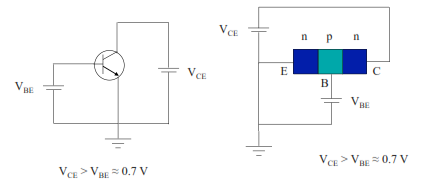 V_BE
V_CE
V_CE > V_BE ≈ 0.7 V
V_CE
n p n
E
C
B
V_BE
V_CE > V_BE ≈ 0.7 V